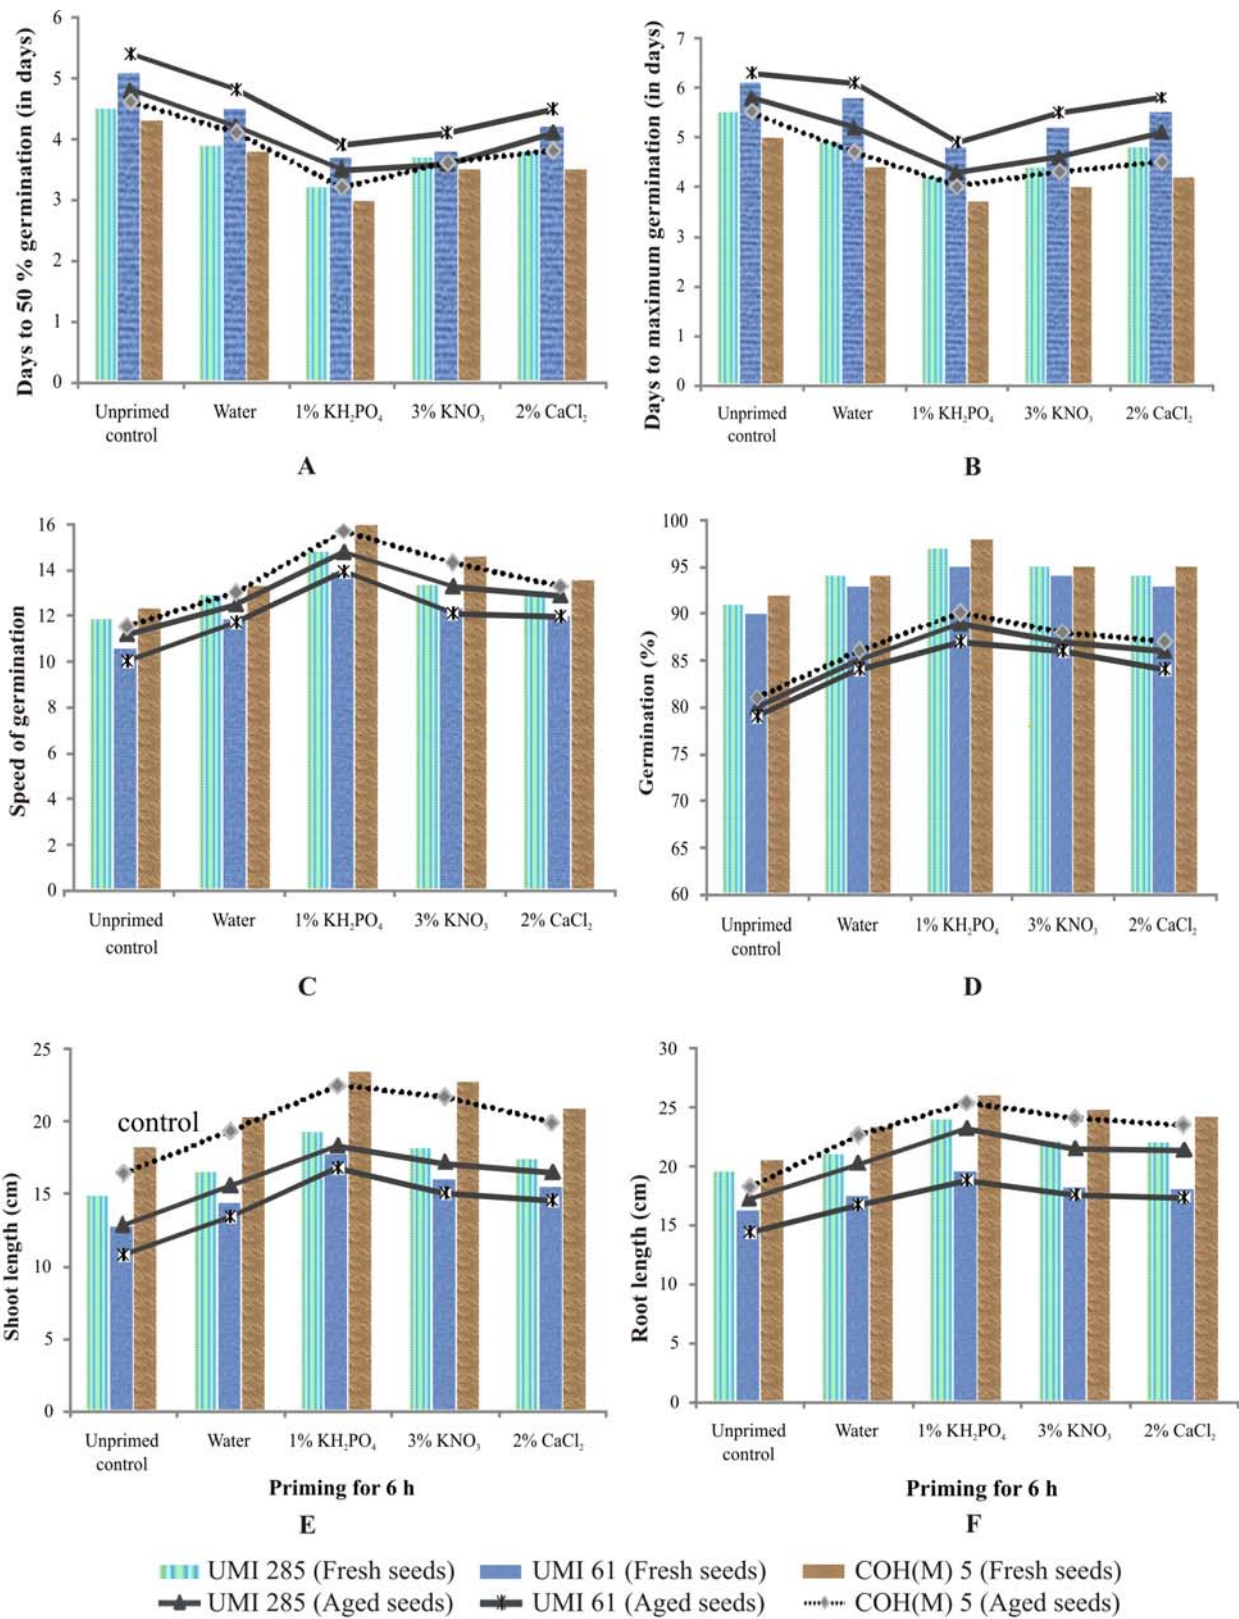 Days to 50 % germination (in days)
6
5
4
3
2
1
0
Unprimed control
Water
1% KH₂PO₄
3% KNO₃
2% CaCl₂
A
Days to maximum germination (in days)
7
6
5
4
3
2
1
0
Unprimed control
Water
1% KH₂PO₄
3% KNO₃
2% CaCl₂
B
Speed of germination
16
14
12
10
8
6
4
2
0
Unprimed control
Water
1% KH₂PO₄
3% KNO₃
2% CaCl₂
C
Germination (%)
100
95
90
85
80
75
70
65
60
Unprimed control
Water
1% KH₂PO₄
3% KNO₃
2% CaCl₂
D
Shoot length (cm)
25
20
15
10
5
0
control
Unprimed control
Water
1% KH₂PO₄
3% KNO₃
2% CaCl₂
Priming for 6 h
E
Root length (cm)
30
25
20
15
10
5
0
Unprimed control
Water
1% KH₂PO₄
3% KNO₃
2% CaCl₂
Priming for 6 h
F
UMI 285 (Fresh seeds) UMI 61 (Fresh seeds) COH(M) 5 (Fresh seeds)
UMI 285 (Aged seeds) UMI 61 (Aged seeds) COH(M) 5 (Aged seeds)